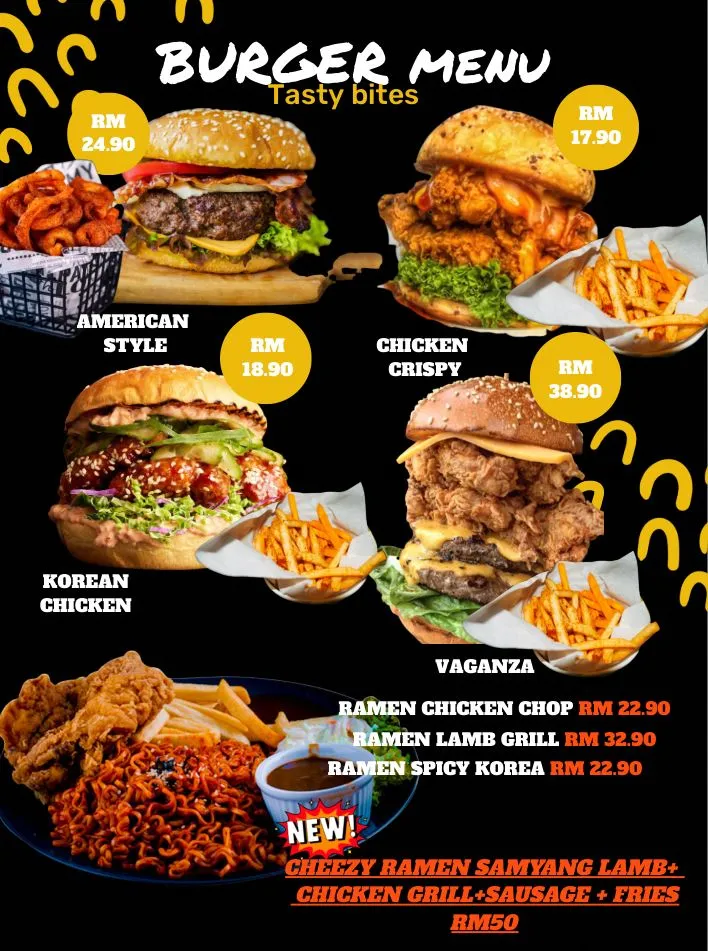 BURGER MENU
Tasty bites
RM
24.90
RM
17.90
AMERICAN
STYLE
CHICKEN
CRISPY
RM
18.90
RM
38.90
KOREAN
CHICKEN
VAGANZA
RAMEN CHICKEN CHOP RM 22.90
RAMEN LAMB GRILL RM 32.90
RAMEN SPICY KOREA RM 22.90
NEW!
CHEEZY RAMEN SAMYANG LAMB+
CHICKEN GRILL+SAUSAGE + FRIES
RM50